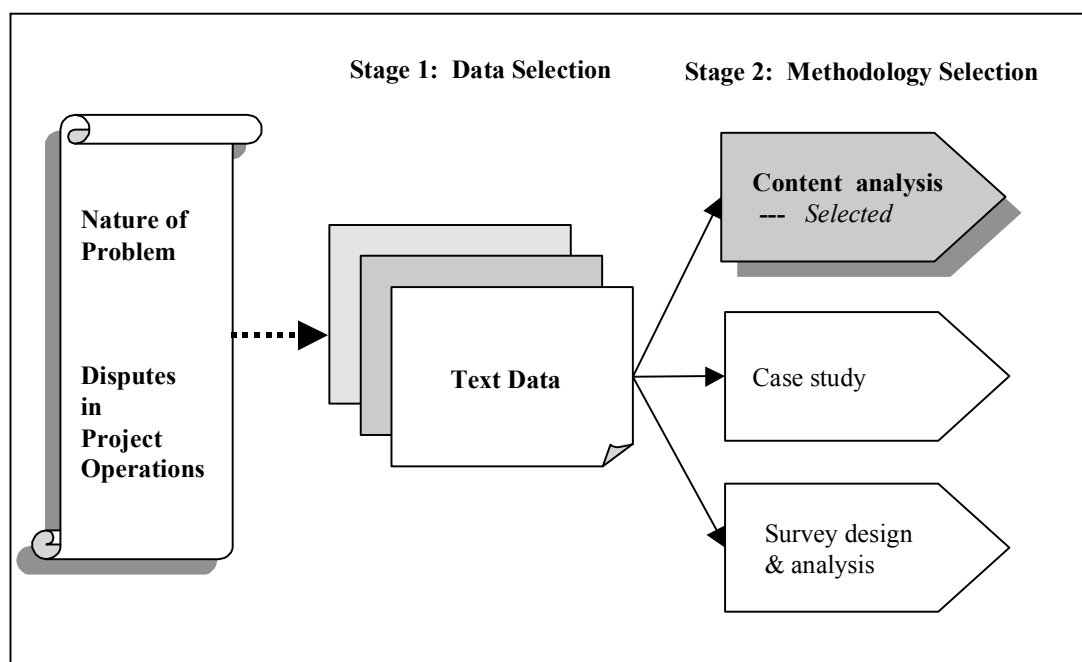 Stage 1: Data Selection
Stage 2: Methodology Selection
Nature of
Problem
Disputes
in
Project
Operations
Text Data
Content analysis
--- Selected
Case study
Survey design
& analysis